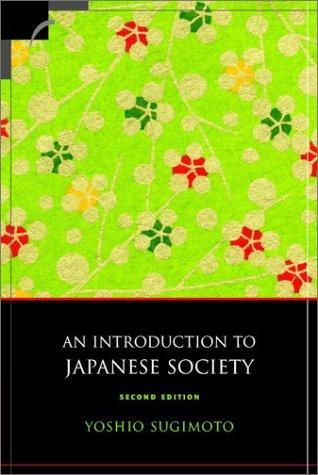 AN INTRODUCTION TO
JAPANESE SOCIETY
SECOND EDITION
YOSHIO SUGIMOTO